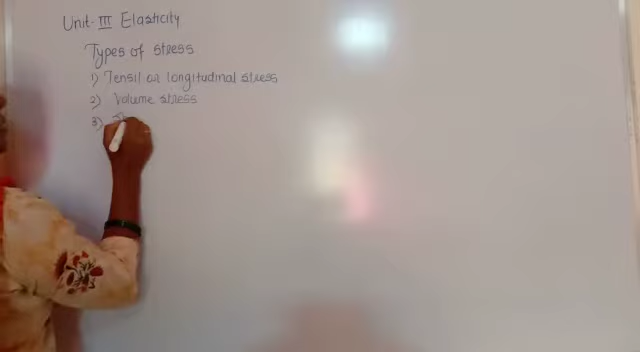 Unit-III Elasticity
Types of stress
1) Tensil or longitudinal stress
2) Volume stress
3)